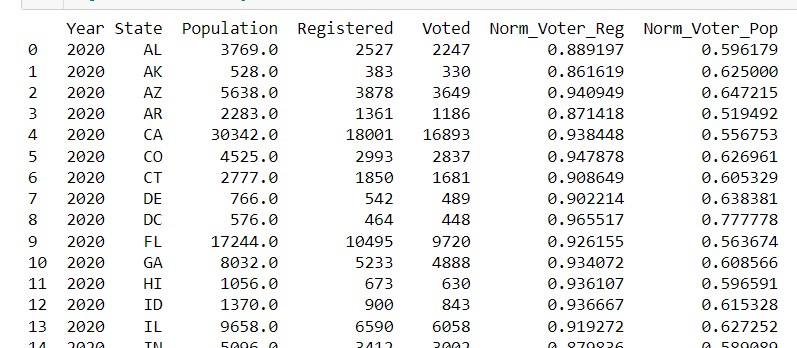 Year State Population Registered Voted Norm_Voter_Reg Norm_Voter_Pop
0 2020 AL 3769.0 2527 2247 0.889197 0.596179
1 2020 AK 528.0 383 330 0.861619 0.625000
2 2020 AZ 5638.0 3878 3649 0.940949 0.647215
3 2020 AR 2283.0 1361 1186 0.871418 0.519492
4 2020 CA 30342.0 18001 16893 0.938448 0.556753
5 2020 CO 4525.0 2993 2837 0.947878 0.626961
6 2020 CT 2777.0 1850 1681 0.908649 0.605329
7 2020 DE 766.0 542 489 0.902214 0.638381
8 2020 DC 576.0 464 448 0.965517 0.777778
9 2020 FL 17244.0 10495 9720 0.926155 0.563674
10 2020 GA 8032.0 5233 4888 0.934072 0.608566
11 2020 HI 1056.0 673 630 0.936107 0.596591
12 2020 ID 1370.0 900 843 0.936667 0.615328
13 2020 IL 9658.0 6590 6058 0.919272 0.627252
14 2020 IN 5096.0 3412 3002 0.879836 0.589089